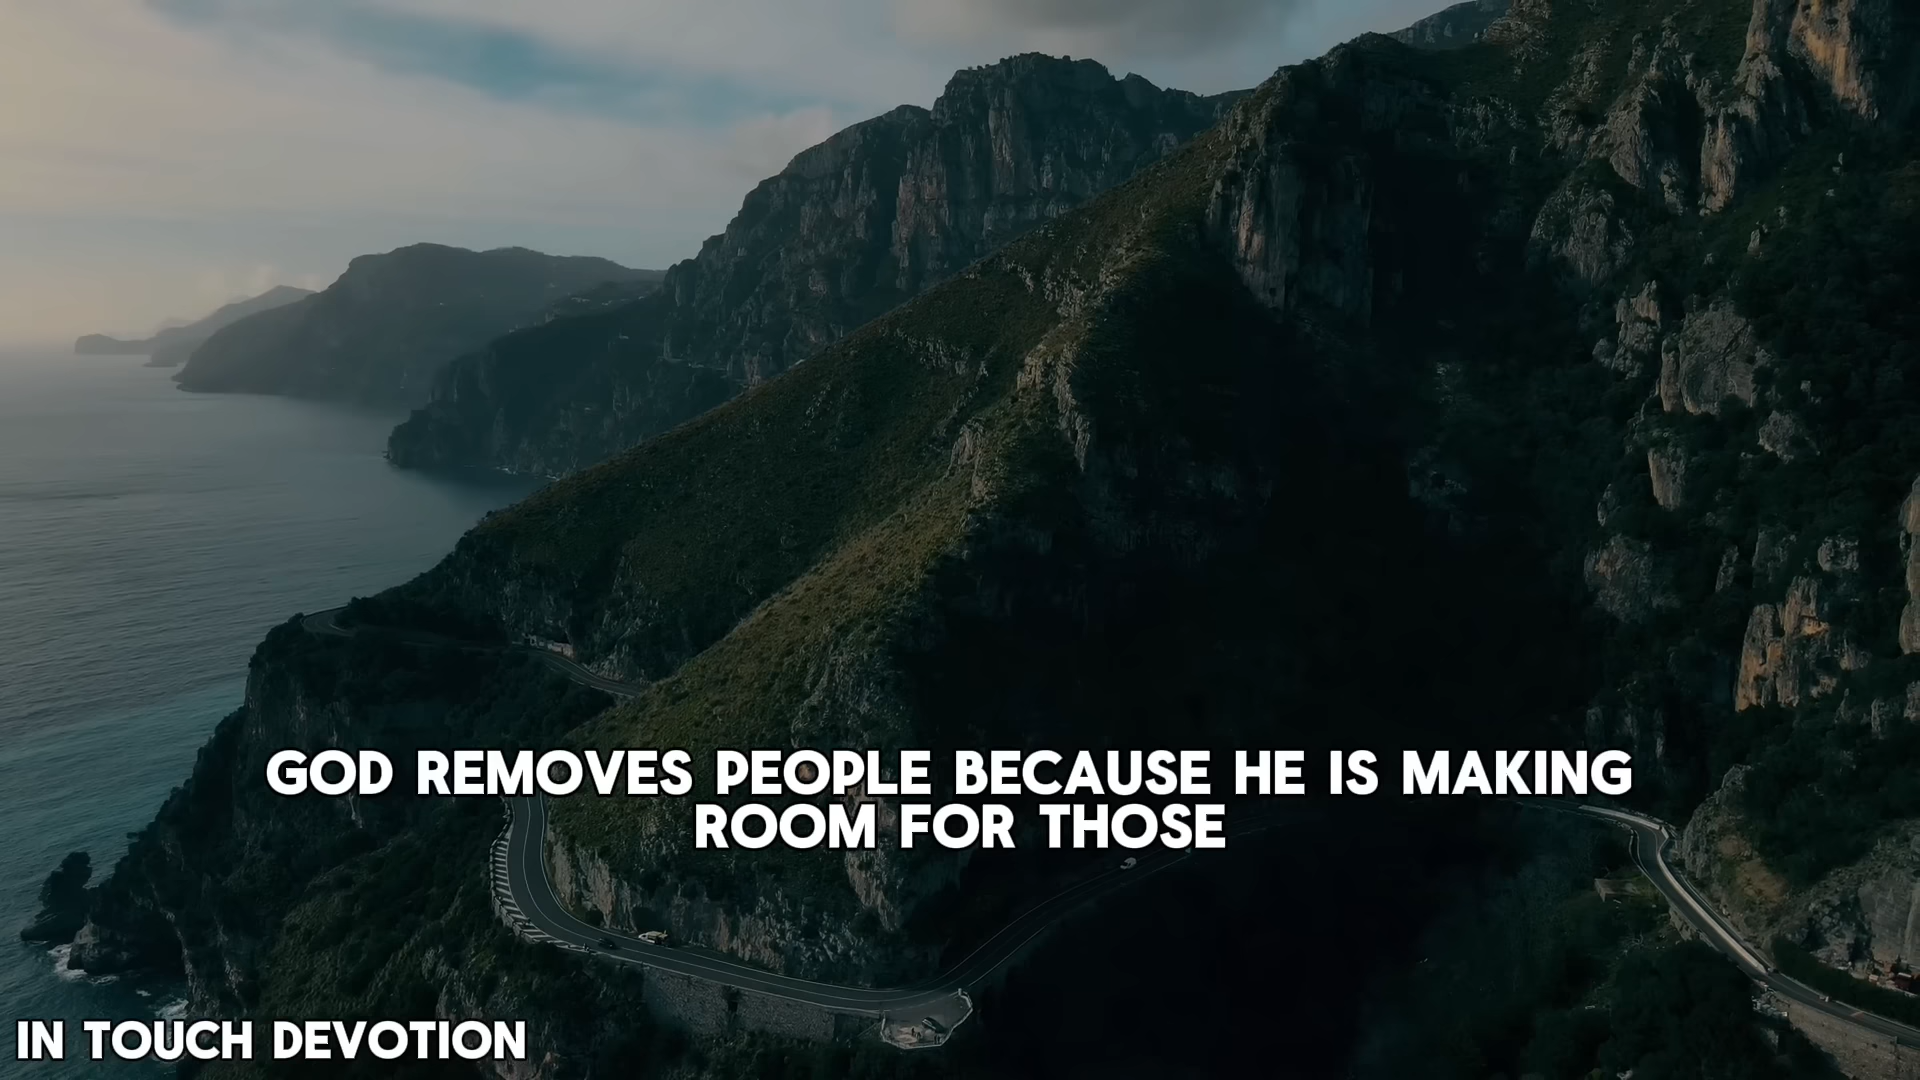 GOD REMOVES PEOPLE BECAUSE HE IS MAKING
ROOM FOR THOSE
IN TOUCH DEVOTION